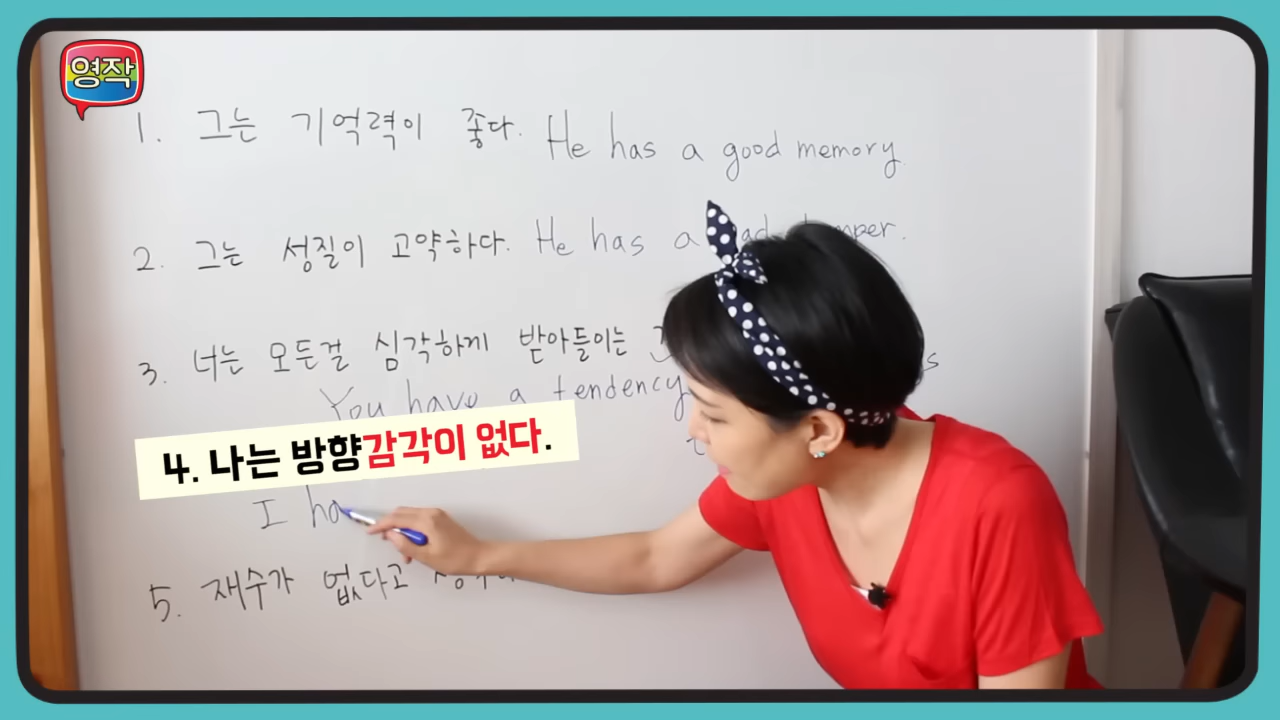 영작
1. 그는 기억력이 좋다. He has a good memory.
2. 그는 성질이 고약하다. He has a
3. 너는 모든걸 심각하게 받아들이는
You have a tendency
4. 나는 방향감각이 없다.
I ha
5. 재수가 없다고